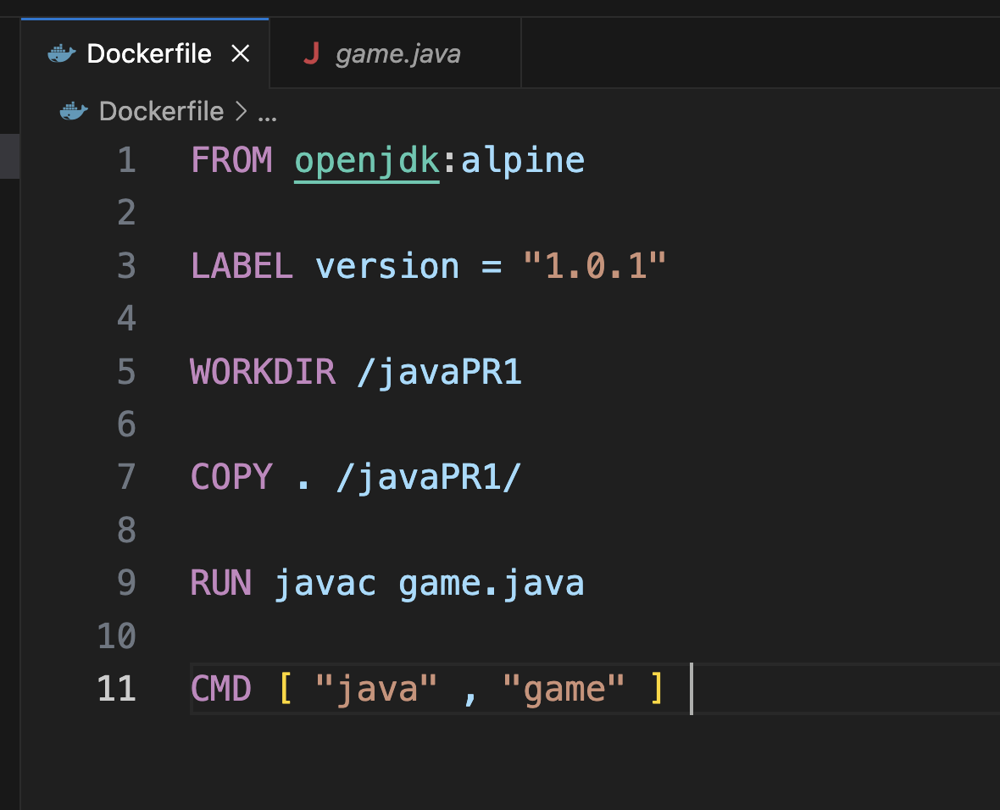 Dockerfile
game.java
Dockerfile > ...
1 FROM openjdk:alpine
2
3 LABEL version = "1.0.1"
4
5 WORKDIR /javaPR1
6
7 COPY . /javaPR1/
8
9 RUN javac game.java
10
11 CMD [ "java" , "game" ]